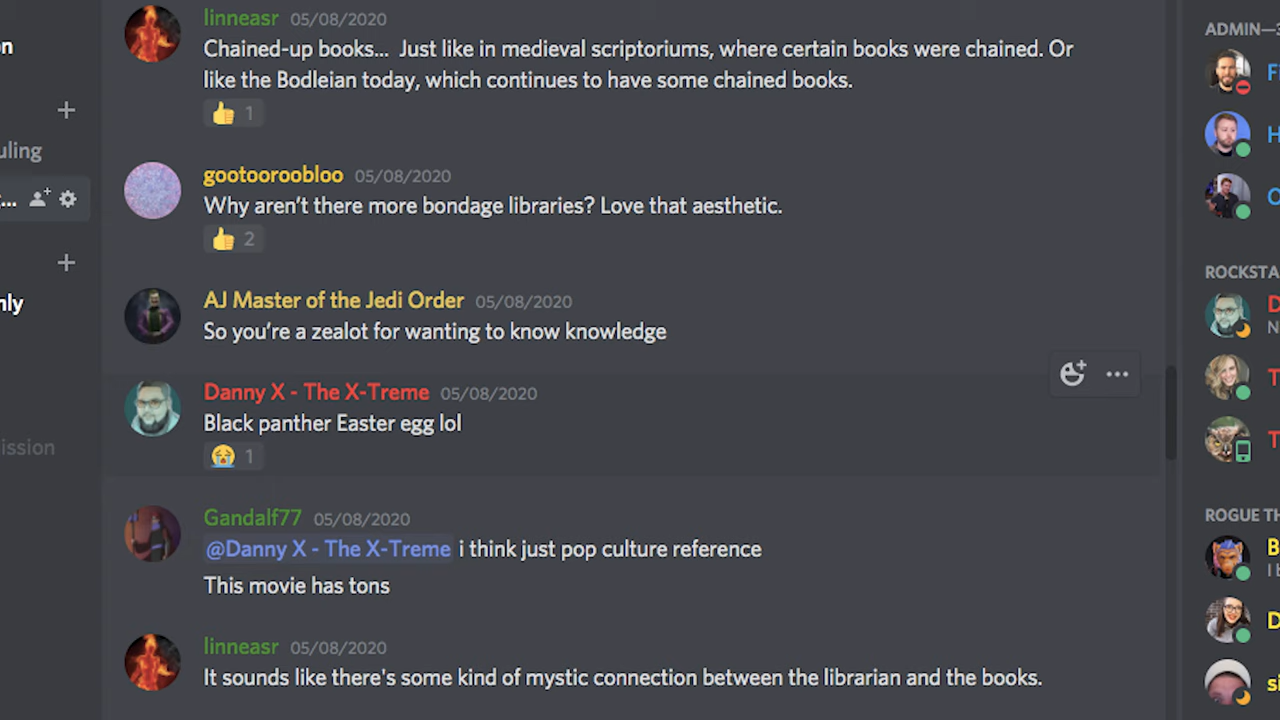 linneasr 05/08/2020
Chained-up books... Just like in medieval scriptoriums, where certain books were chained. Or
like the Bodleian today, which continues to have some chained books.
1
gootooroobloo 05/08/2020
Why aren't there more bondage libraries? Love that aesthetic.
2
AJ Master of the Jedi Order 05/08/2020
So you're a zealot for wanting to know knowledge
Danny X - The X-Treme 05/08/2020
Black panther Easter egg lol
1
Gandalf77 05/08/2020
@Danny X - The X-Treme i think just pop culture reference
This movie has tons
linneasr 05/08/2020
It sounds like there's some kind of mystic connection between the librarian and the books.
ADMIN—3
ROCKSTA
ROGUE TH